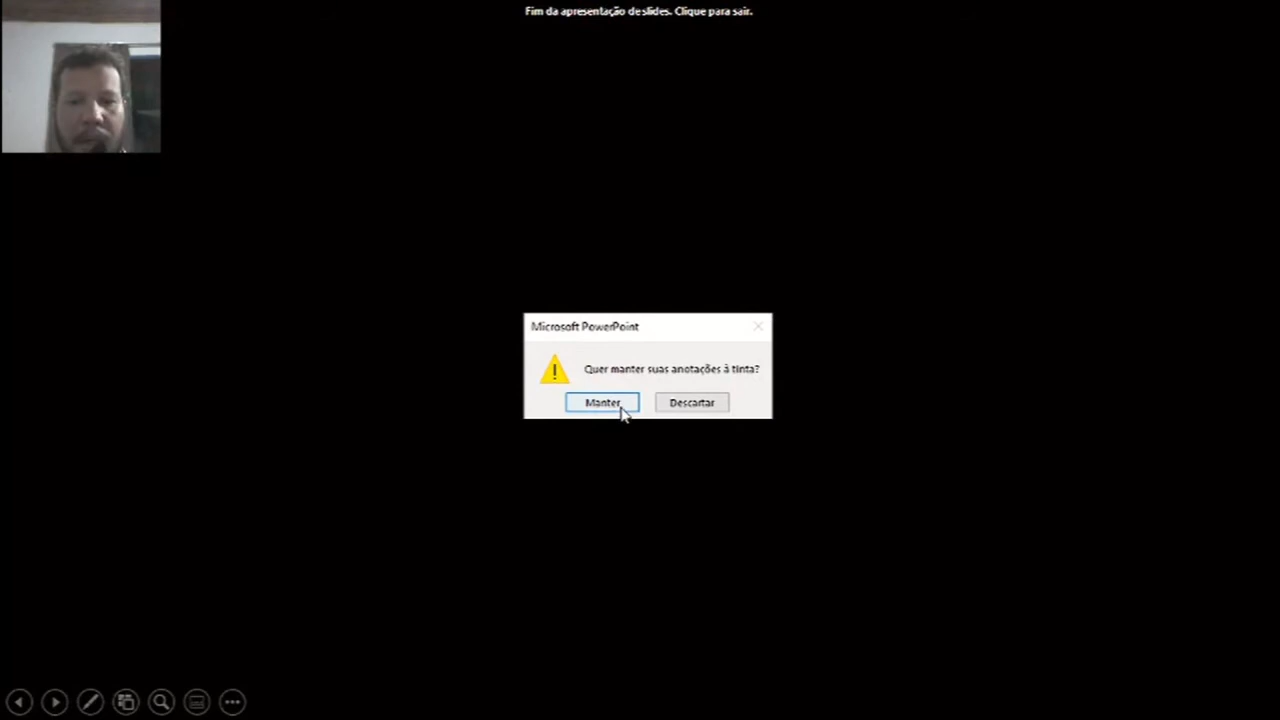 Fim da apresentação de slides. Clique para sair.
Microsoft PowerPoint
Quer manter suas anotações à tinta?
Manter
Descartar